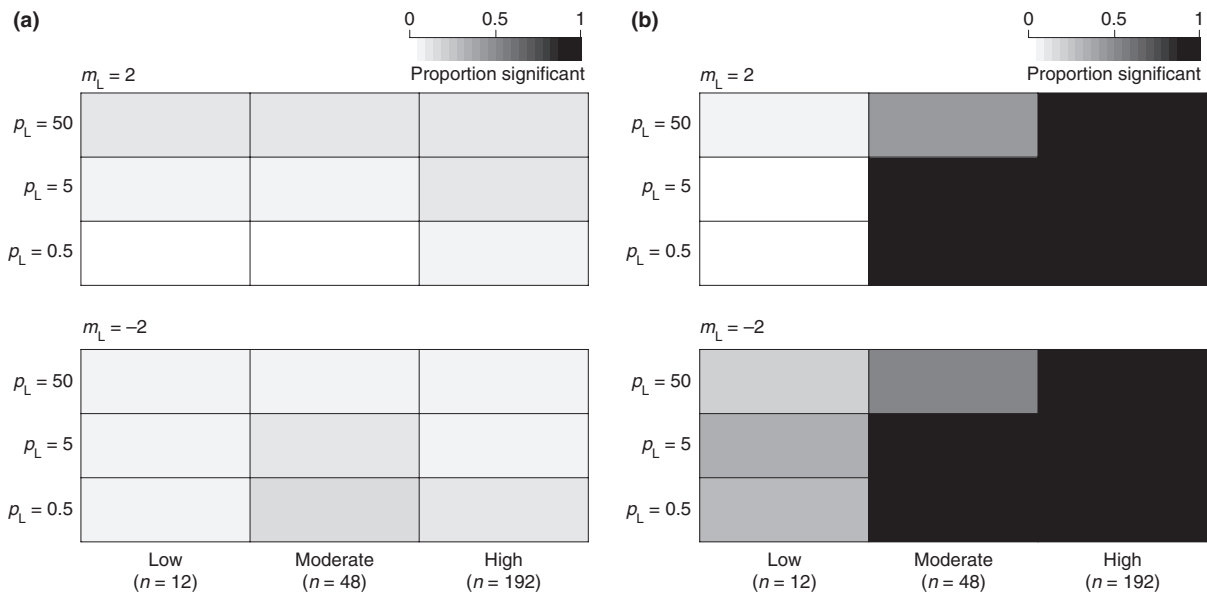 (a)
0 0.5 1
Proportion significant
m_L = 2
p_L = 50
p_L = 5
p_L = 0.5
m_L = –2
p_L = 50
p_L = 5
p_L = 0.5
Low Moderate High
(n = 12) (n = 48) (n = 192)
(b)
0 0.5 1
Proportion significant
m_L = 2
p_L = 50
p_L = 5
p_L = 0.5
m_L = –2
p_L = 50
p_L = 5
p_L = 0.5
Low Moderate High
(n = 12) (n = 48) (n = 192)